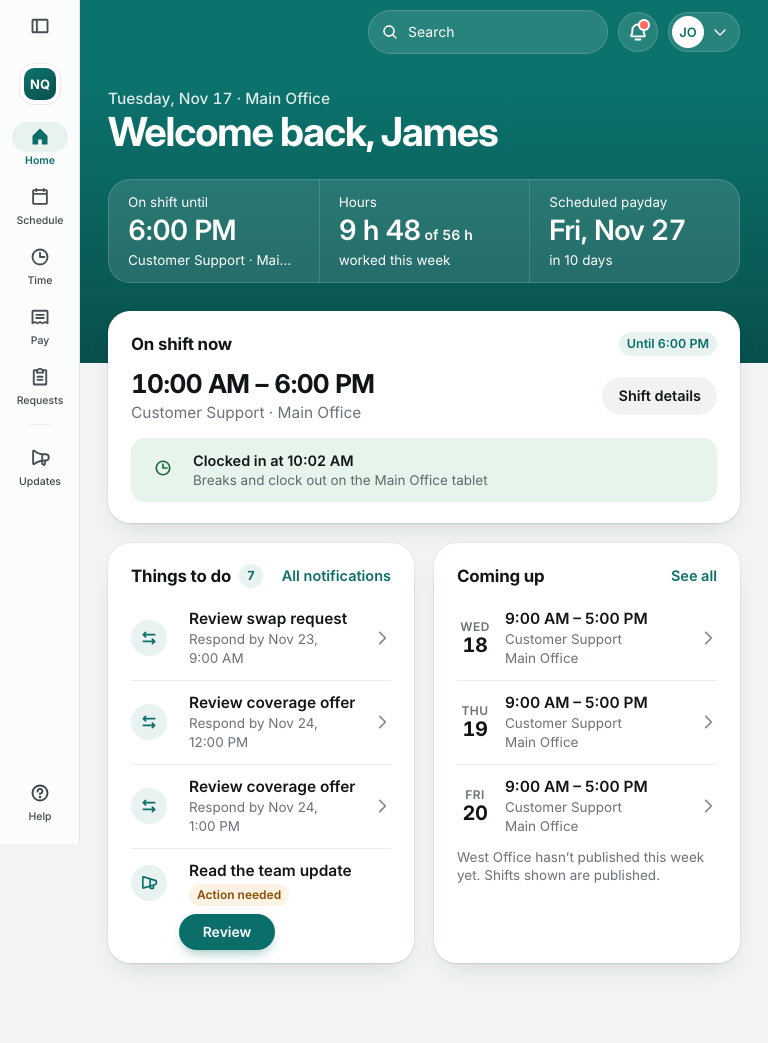 Search
JO
NQ
Home
Schedule
Time
Pay
Requests
Updates
Help
Tuesday, Nov 17 · Main Office
Welcome back, James
On shift until
6:00 PM
Customer Support · Mai…
Hours
9 h 48 of 56 h
worked this week
Scheduled payday
Fri, Nov 27
in 10 days
On shift now
Until 6:00 PM
10:00 AM – 6:00 PM
Customer Support · Main Office
Shift details
Clocked in at 10:02 AM
Breaks and clock out on the Main Office tablet
Things to do 7 All notifications
Review swap request
Respond by Nov 23,
9:00 AM
Review coverage offer
Respond by Nov 24,
12:00 PM
Review coverage offer
Respond by Nov 24,
1:00 PM
Read the team update
Action needed
Review
Coming up See all
WED
18
9:00 AM – 5:00 PM
Customer Support
Main Office
THU
19
9:00 AM – 5:00 PM
Customer Support
Main Office
FRI
20
9:00 AM – 5:00 PM
Customer Support
Main Office
West Office hasn’t published this week
yet. Shifts shown are published.